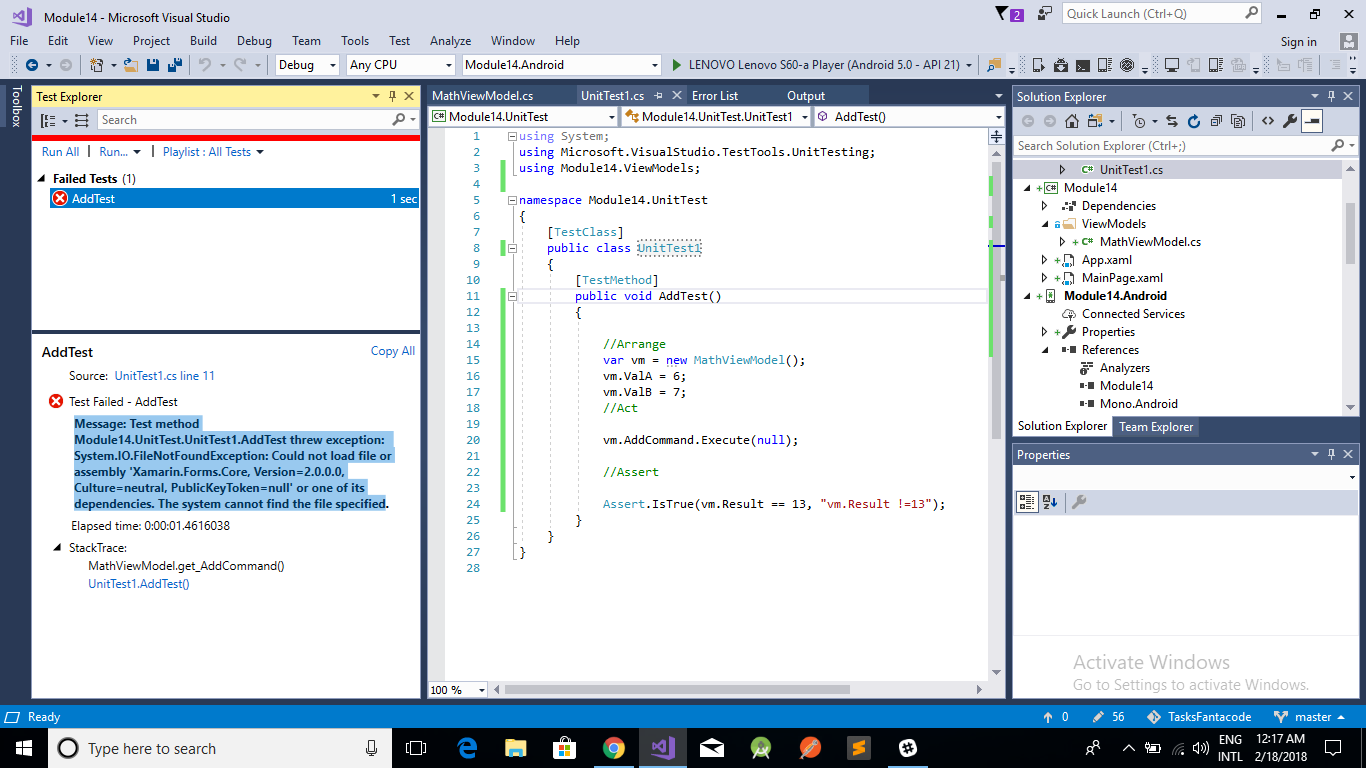 Module14 - Microsoft Visual Studio
2
Quick Launch (Ctrl+Q)
File Edit View Project Build Debug Team Tools Test Analyze Window Help
Sign in
Debug Any CPU Module14.Android LENOVO Lenovo S60-a Player (Android 5.0 - API 21)
Toolbox
Test Explorer
Search
Run All | Run... | Playlist : All Tests
Failed Tests (1)
AddTest 1 sec
AddTest Copy All
Source: UnitTest1.cs line 11
Test Failed - AddTest
Message: Test method
Module14.UnitTest.UnitTest1.AddTest threw exception:
System.IO.FileNotFoundException: Could not load file or
assembly 'Xamarin.Forms.Core, Version=2.0.0.0,
Culture=neutral, PublicKeyToken=null' or one of its
dependencies. The system cannot find the file specified.
Elapsed time: 0:00:01.4616038
StackTrace:
MathViewModel.get_AddCommand()
UnitTest1.AddTest()
MathViewModel.cs UnitTest1.cs Error List Output
C# Module14.UnitTest Module14.UnitTest.UnitTest1 AddTest()
1 using System;
2 using Microsoft.VisualStudio.TestTools.UnitTesting;
3 using Module14.ViewModels;
4
5 namespace Module14.UnitTest
6 {
7 [TestClass]
8 public class UnitTest1
9 {
10 [TestMethod]
11 public void AddTest()
12 {
13
14 //Arrange
15 var vm = new MathViewModel();
16 vm.ValA = 6;
17 vm.ValB = 7;
18 //Act
19
20 vm.AddCommand.Execute(null);
21
22 //Assert
23
24 Assert.IsTrue(vm.Result == 13, "vm.Result !=13");
25 }
26 }
27 }
28
100 %
Solution Explorer
Search Solution Explorer (Ctrl+;)
C# UnitTest1.cs
C# Module14
Dependencies
ViewModels
C# MathViewModel.cs
App.xaml
MainPage.xaml
Module14.Android
Connected Services
Properties
References
Analyzers
Module14
Mono.Android
Solution Explorer Team Explorer
Properties
Activate Windows
Go to Settings to activate Windows.
Ready 0 56 TasksFantacode master
Type here to search
ENG
INTL
12:17 AM
2/18/2018